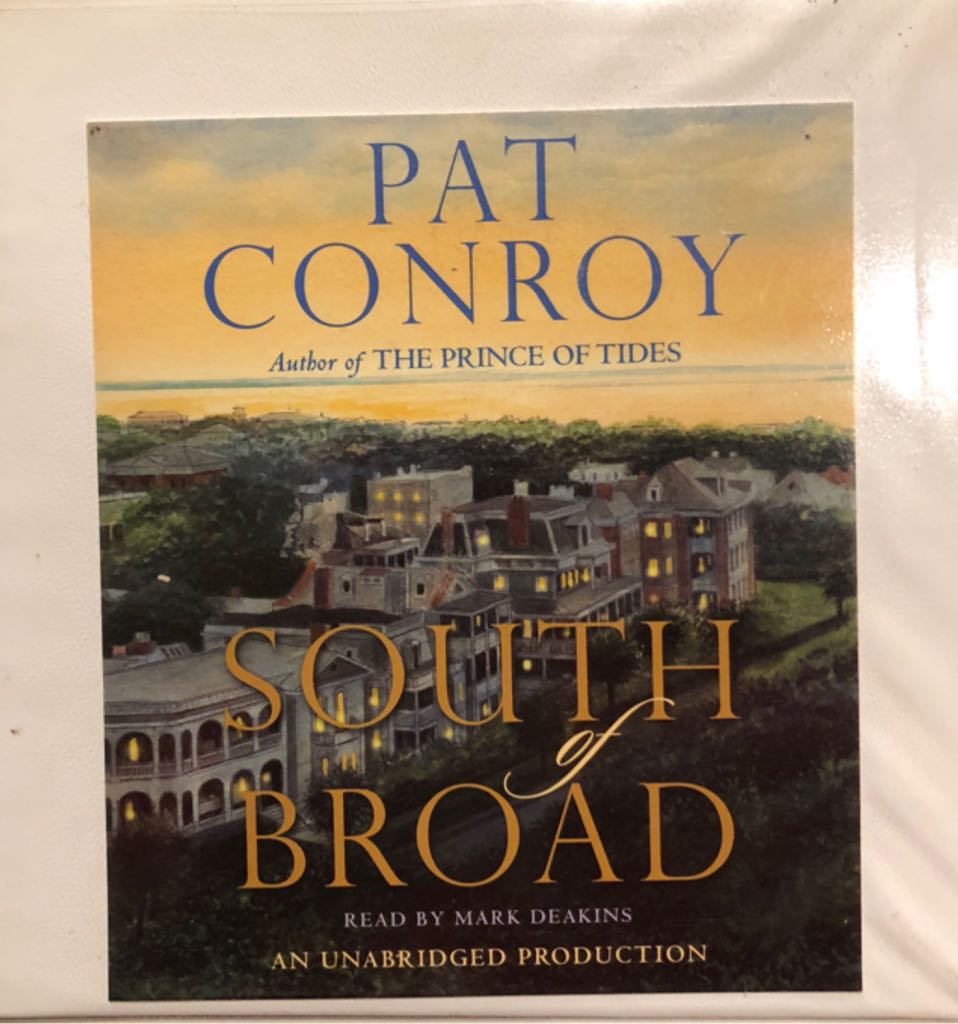 PAT
CONROY
Author of THE PRINCE OF TIDES
SOUTH
of
BROAD
READ BY MARK DEAKINS
AN UNABRIDGED PRODUCTION